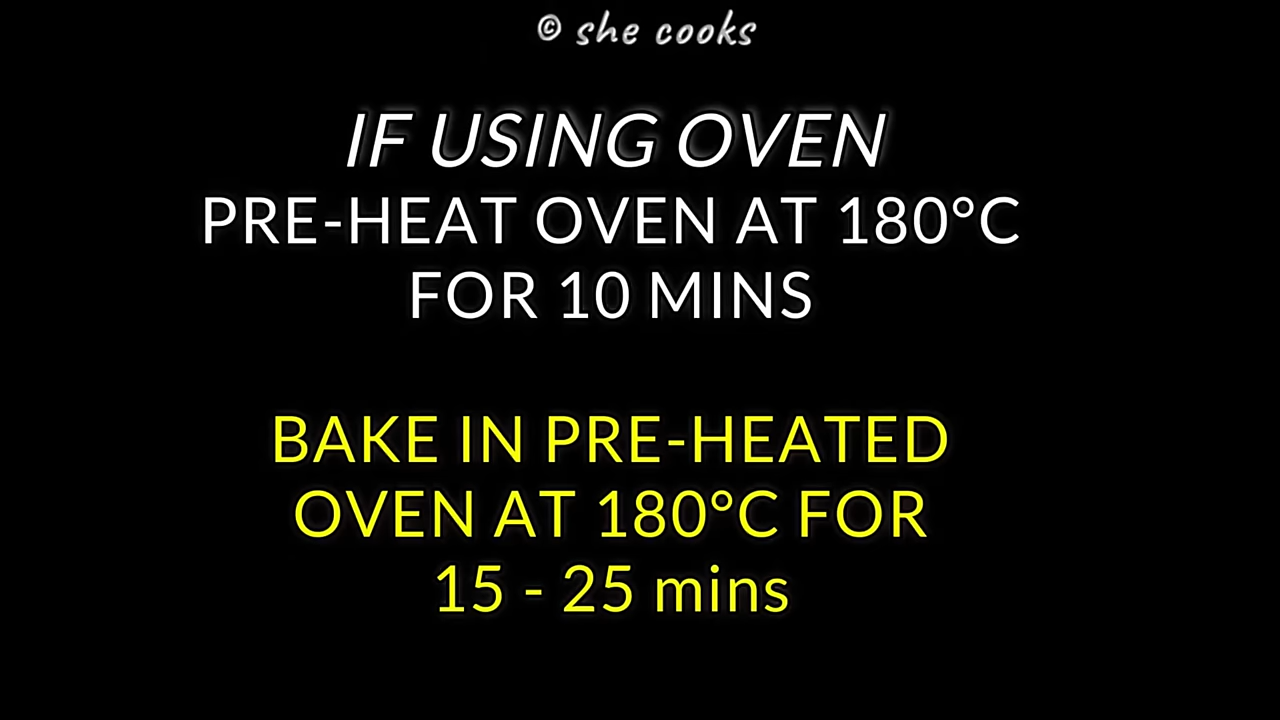 © she cooks
IF USING OVEN
PRE-HEAT OVEN AT 180°C
FOR 10 MINS
BAKE IN PRE-HEATED
OVEN AT 180°C FOR
15 - 25 mins